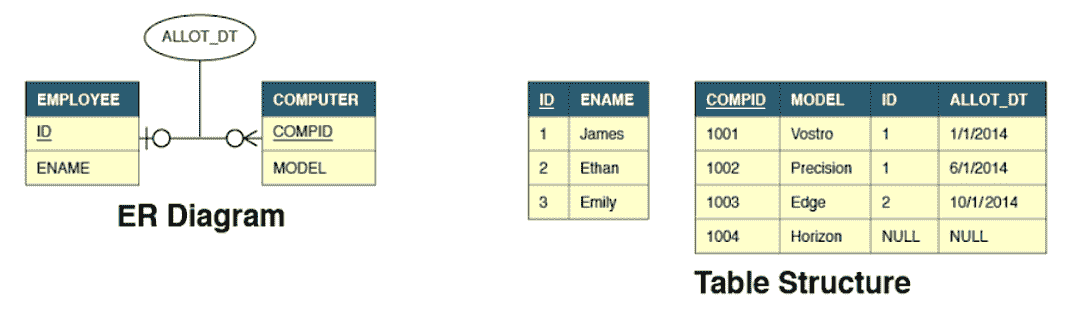 ALLOT_DT
EMPLOYEE
ID
ENAME
COMPUTER
COMPID
MODEL
ER Diagram
ID ENAME
1 James
2 Ethan
3 Emily
COMPID MODEL ID ALLOT_DT
1001 Vostro 1 1/1/2014
1002 Precision 1 6/1/2014
1003 Edge 2 10/1/2014
1004 Horizon NULL NULL
Table Structure